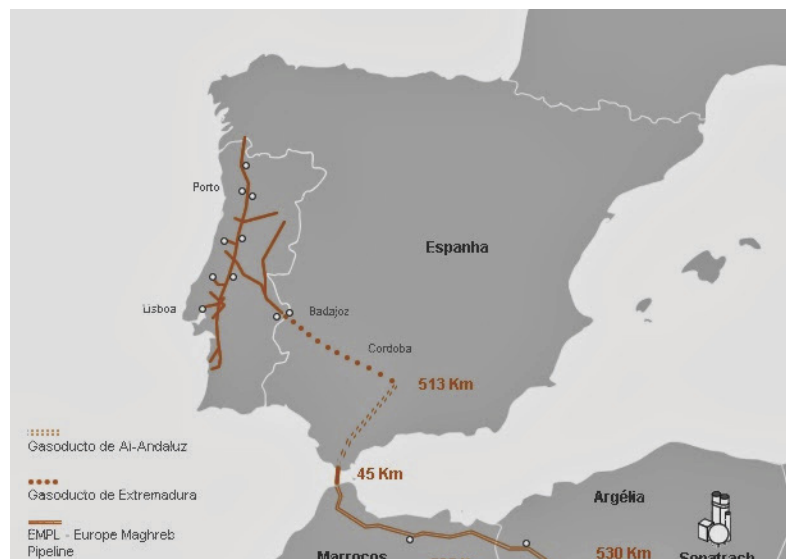 Porto
Espanha
Lisboa
Badajoz
Cordoba
513 Km
Gasoducto de Al-Andaluz
45 Km
Gasoducto de Extremadura
Argélia
EMPL - Europe Maghreb
Pipeline
Marrocos
530 Km
Sonatrach